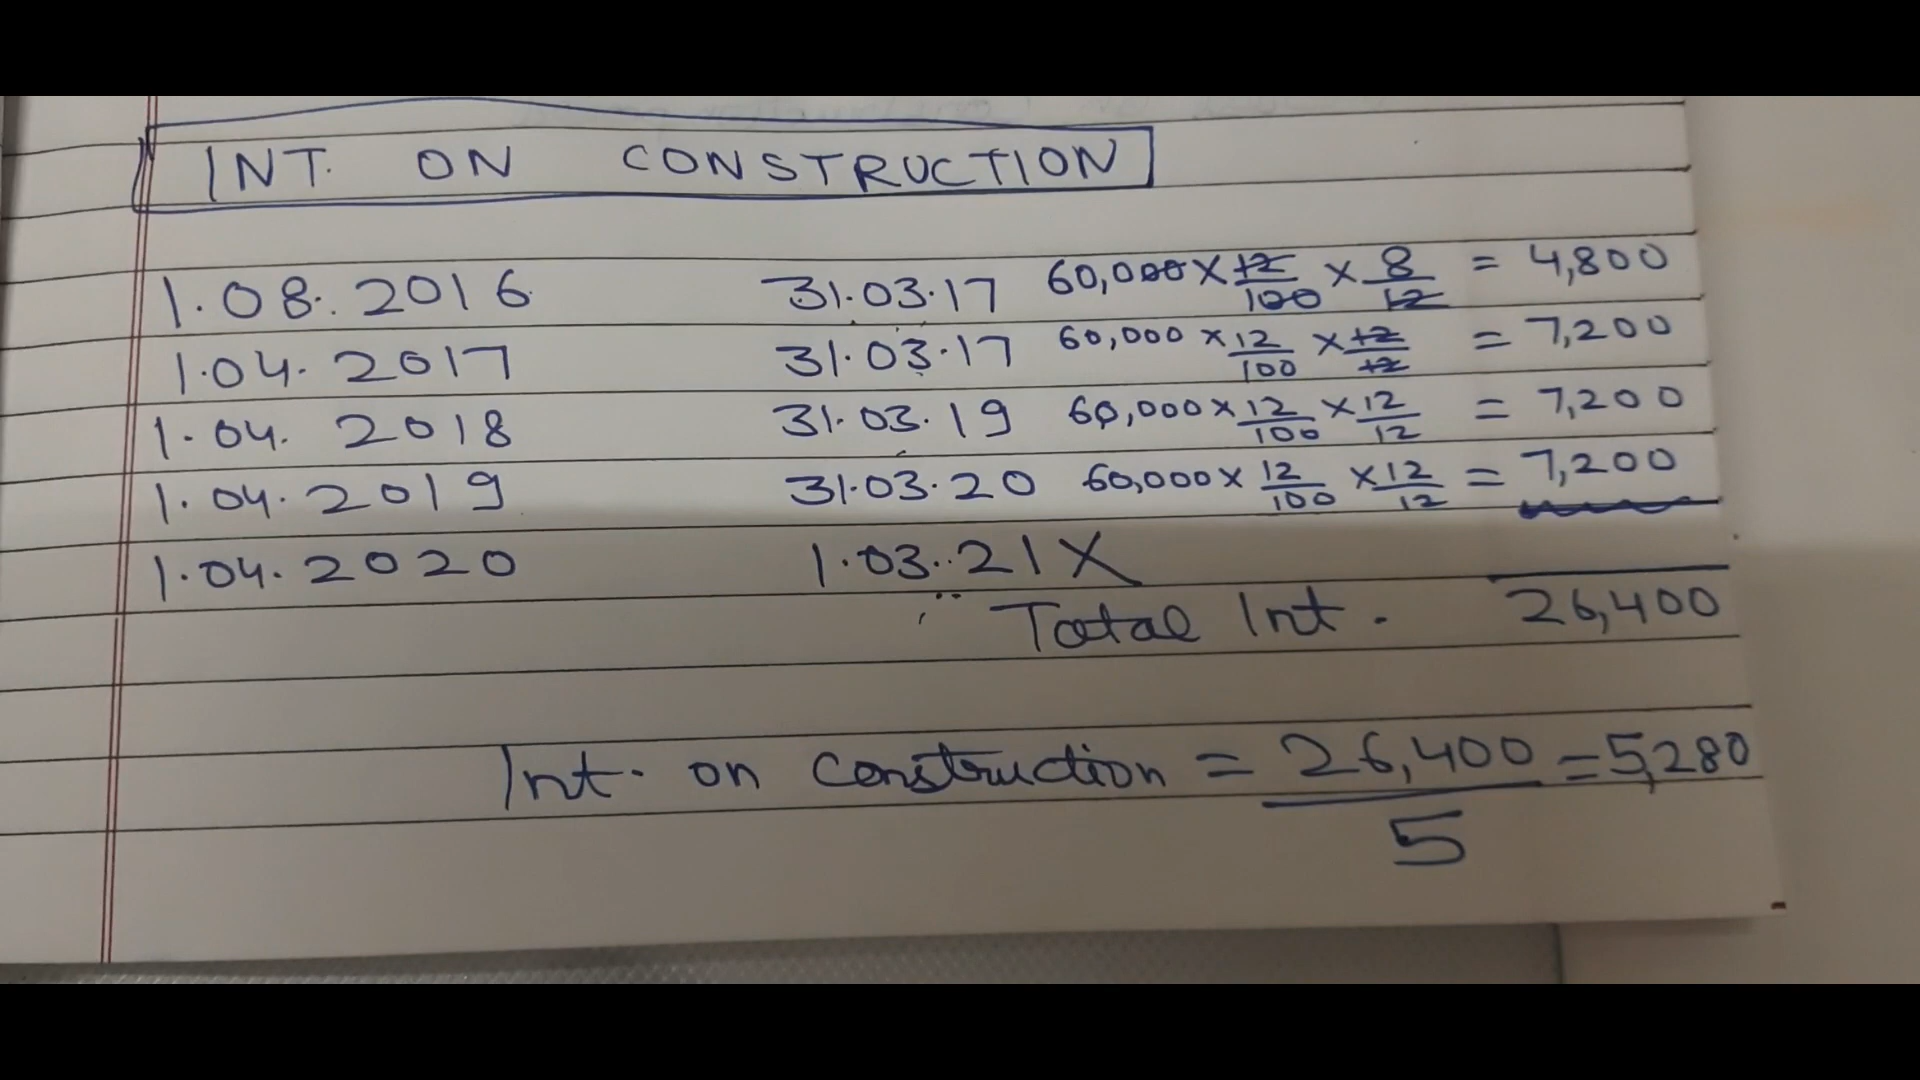 INT. ON CONSTRUCTION
1.08.2016 31.03.17 60,000 × 12/100 × 8/12 = 4,800
1.04.2017 31.03.17 60,000 × 12/100 × 12/12 = 7,200
1.04.2018 31.03.19 60,000 × 12/100 × 12/12 = 7,200
1.04.2019 31.03.20 60,000 × 12/100 × 12/12 = 7,200
1.04.2020 1.03.21 X
Total Int. 26,400
Int. on construction = 26,400/5 = 5,280